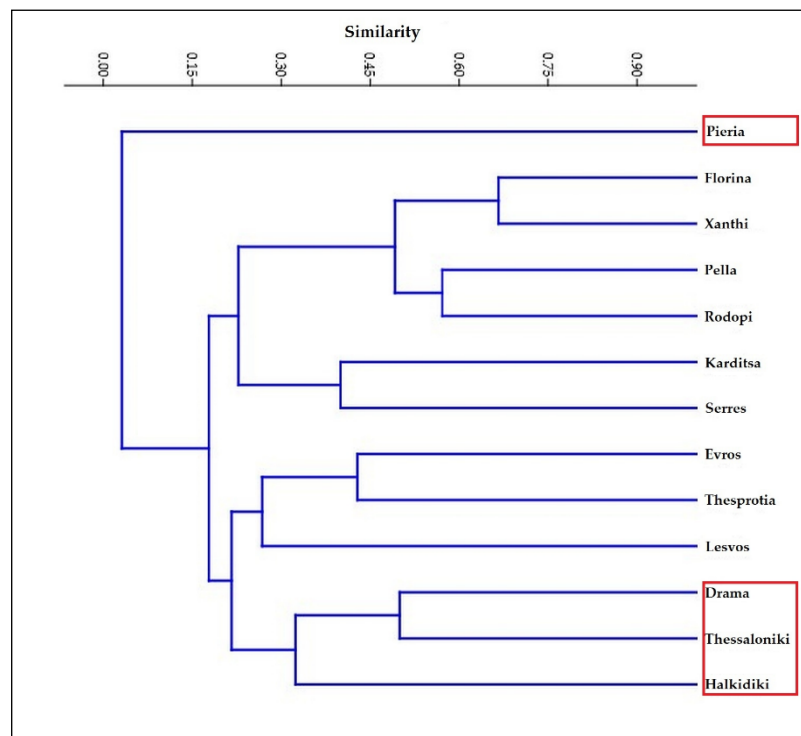 Similarity
0.00 0.15 0.30 0.45 0.60 0.75 0.90
Pieria
Florina
Xanthi
Pella
Rodopi
Karditsa
Serres
Evros
Thesprotia
Lesvos
Drama
Thessaloniki
Halkidiki